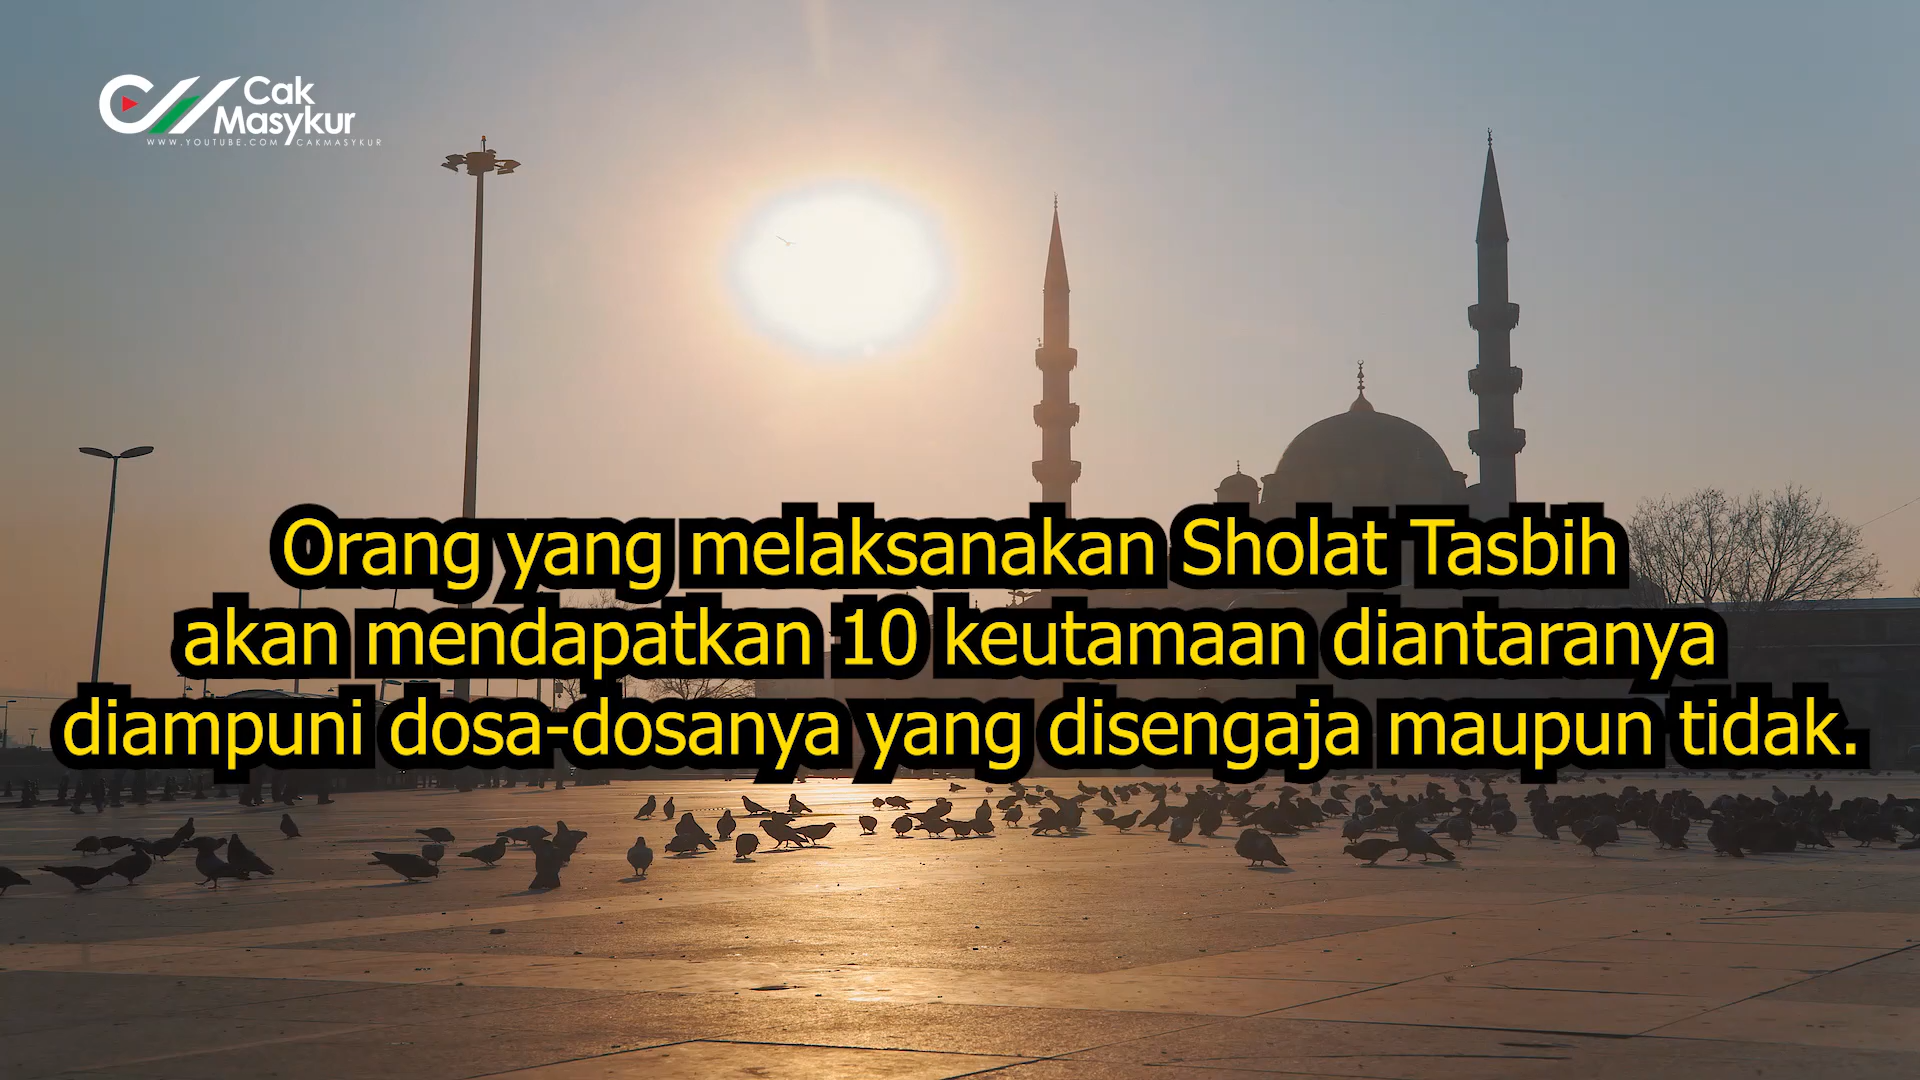 Cak
Masykur
WWW.YOUTUBE.COM / CAKMASYKUR
Orang yang melaksanakan Sholat Tasbih
akan mendapatkan 10 keutamaan diantaranya
diampuni dosa-dosanya yang disengaja maupun tidak.